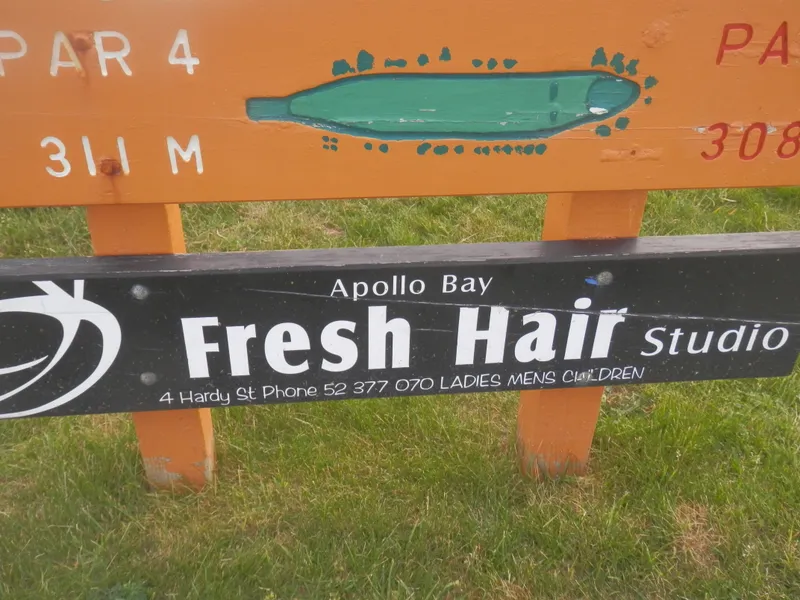 PAR 4
311 M
PA
308
Apollo Bay
Fresh Hair Studio
4 Hardy St Phone 52 377 070 LADIES MENS CHILDREN